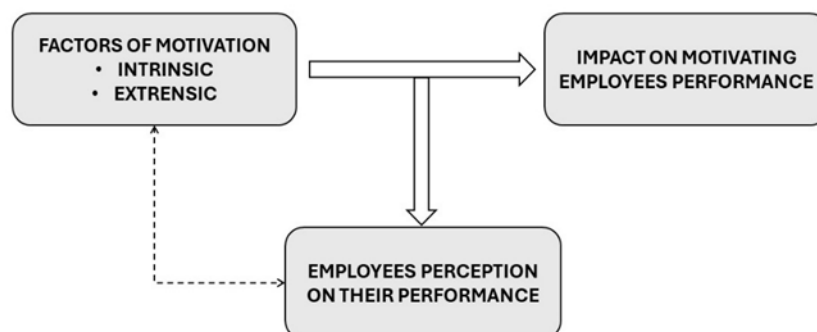 FACTORS OF MOTIVATION
• INTRINSIC
• EXTRENSIC
IMPACT ON MOTIVATING
EMPLOYEES PERFORMANCE
EMPLOYEES PERCEPTION
ON THEIR PERFORMANCE